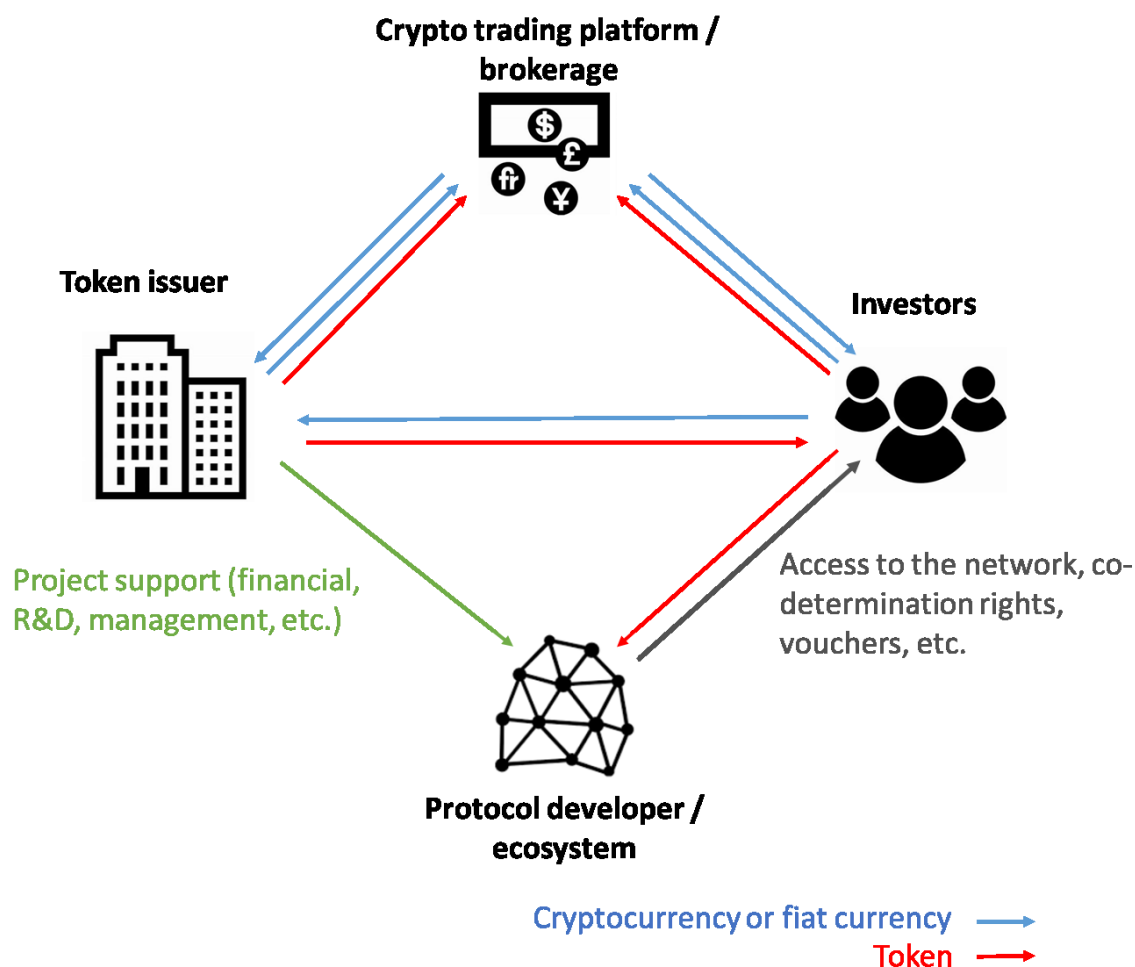 Crypto trading platform /
brokerage
$
£
fr
¥
Token issuer
Investors
Project support (financial,
R&D, management, etc.)
Access to the network, co-
determination rights,
vouchers, etc.
Protocol developer /
ecosystem
Cryptocurrency or fiat currency
Token